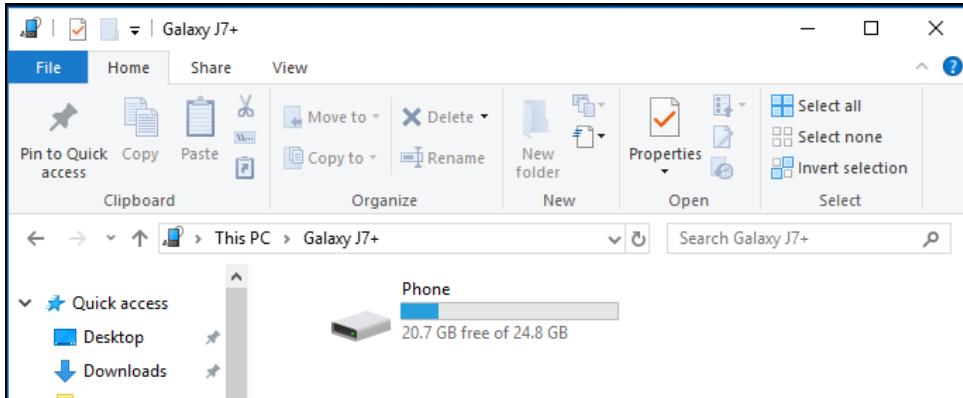 Galaxy J7+
File Home Share View
Pin to Quick access
Copy
Paste
Move to
Copy to
Delete
Rename
New folder
Properties
Select all
Select none
Invert selection
Clipboard Organize New Open Select
This PC > Galaxy J7+
Search Galaxy J7+
Quick access
Desktop
Downloads
Phone
20.7 GB free of 24.8 GB